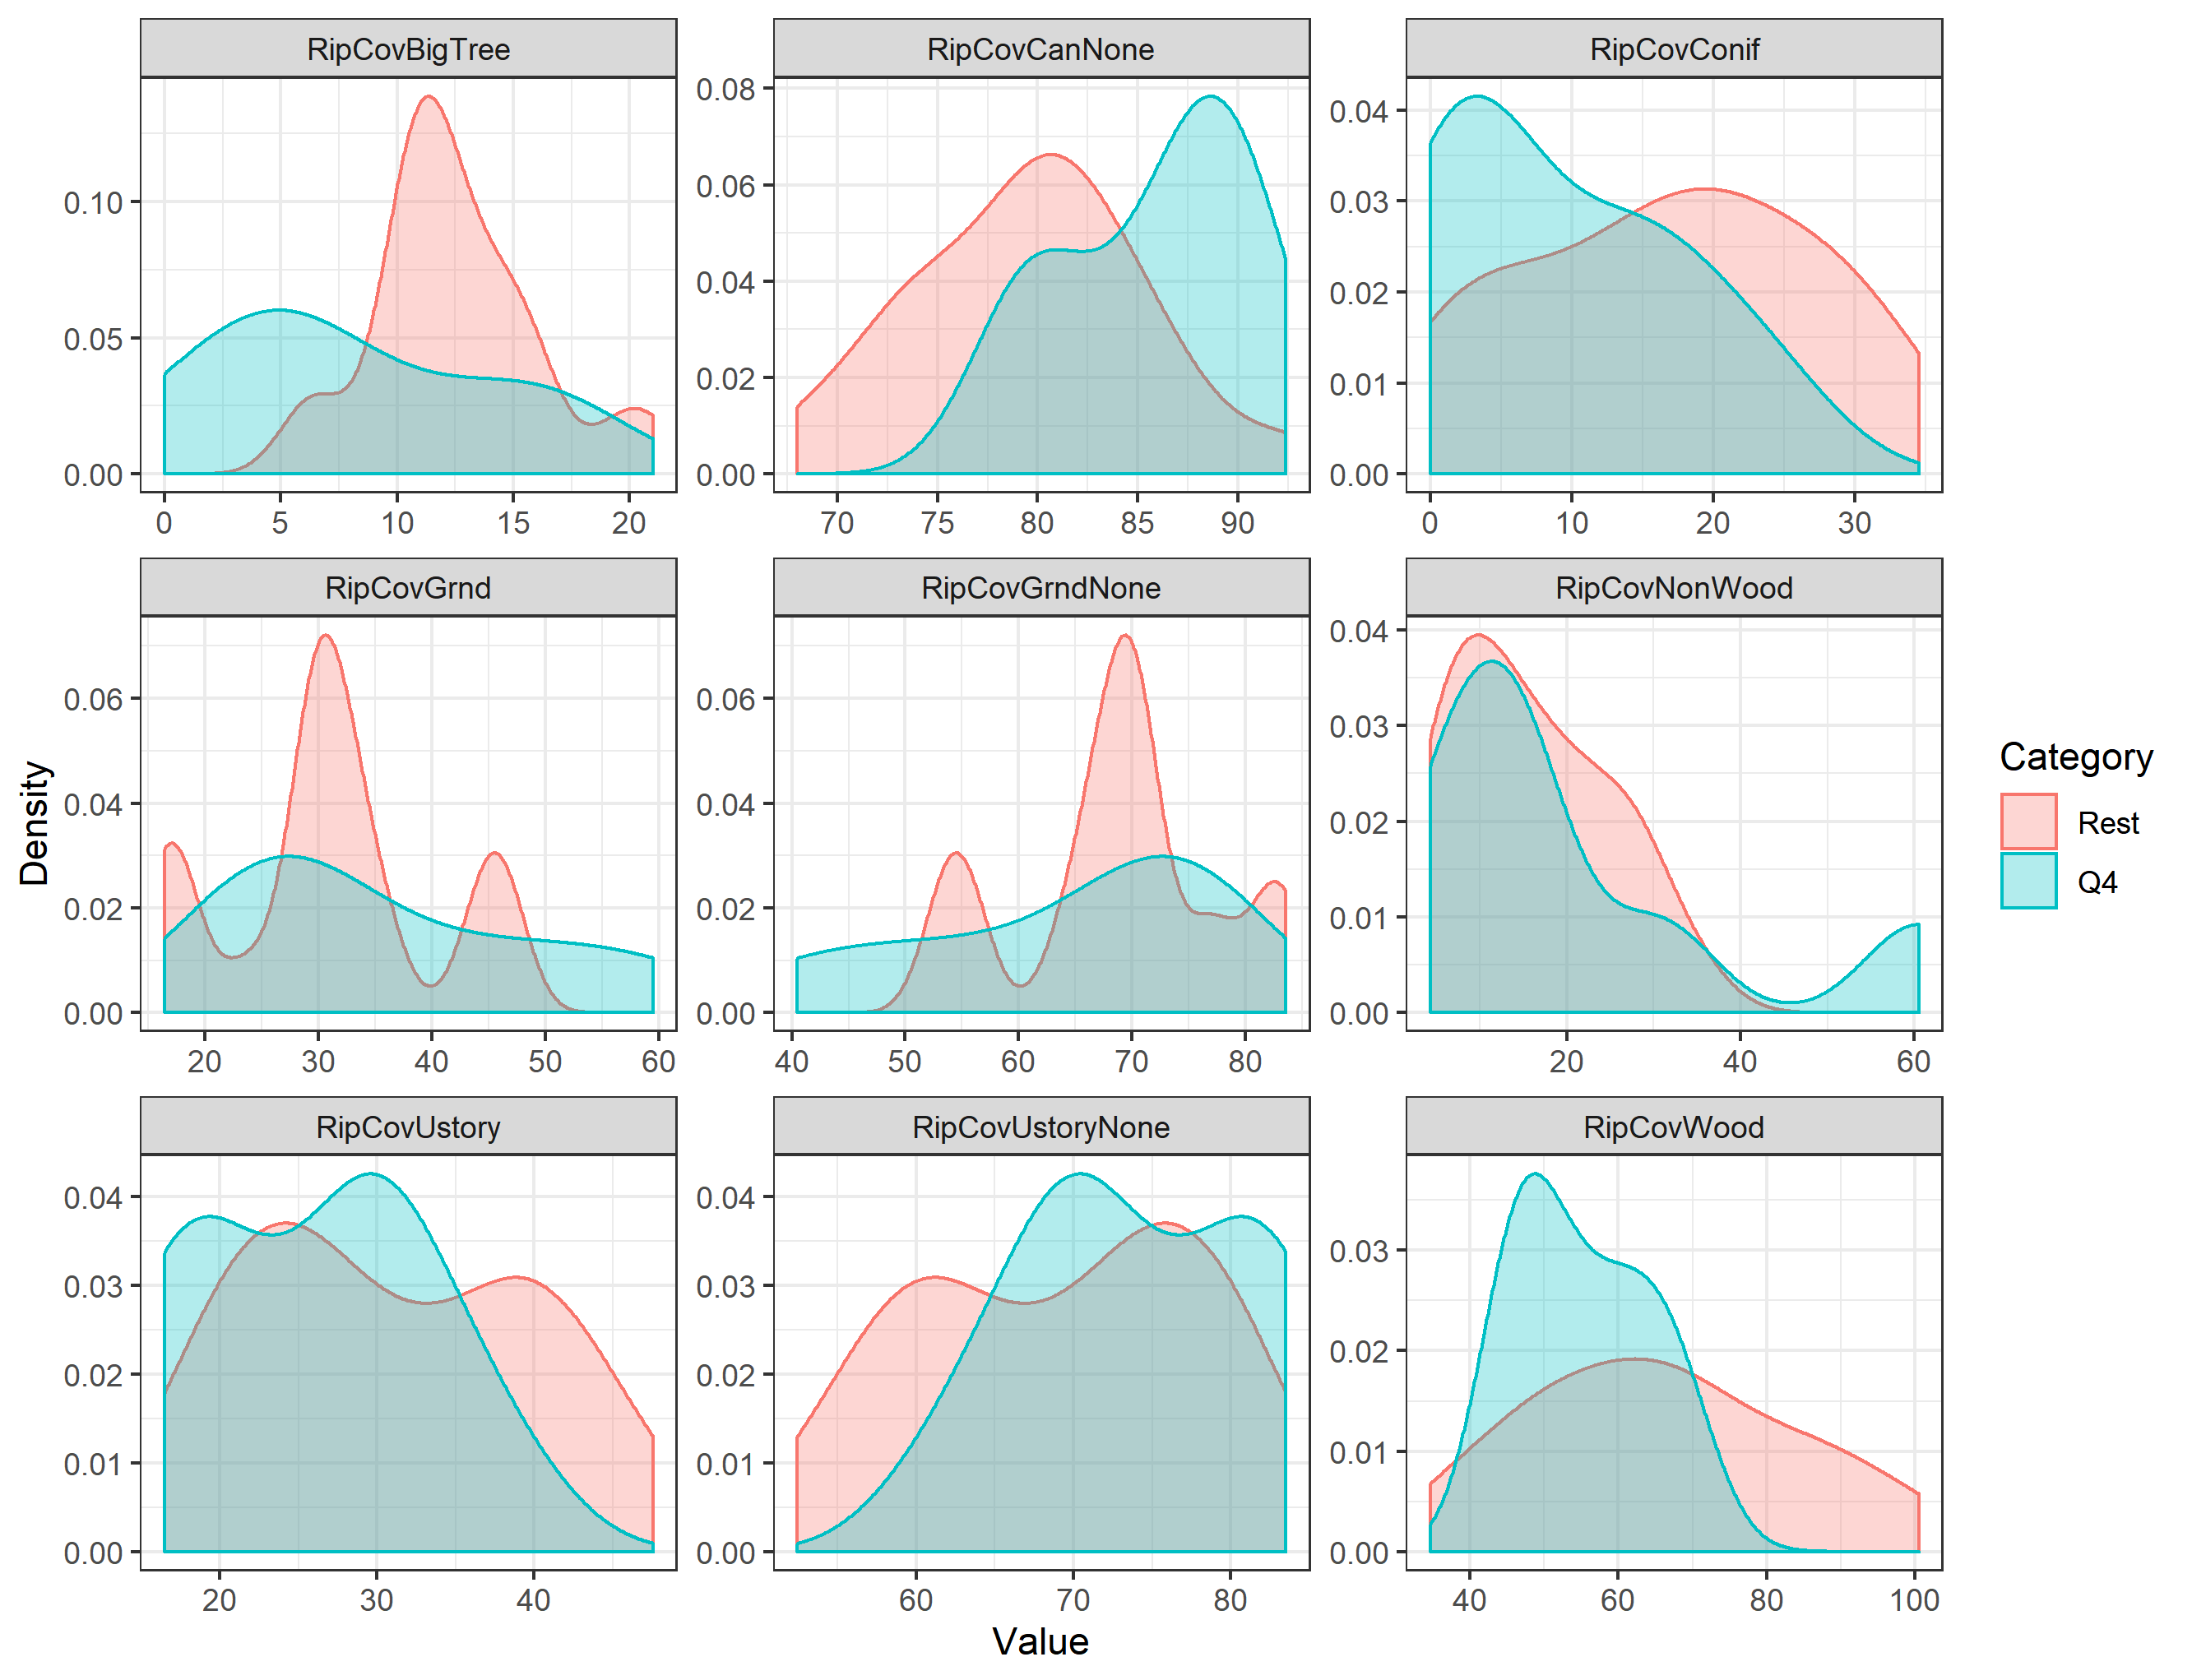 RipCovBigTree RipCovCanNone RipCovConif
0.10
0.05
0.00
0 5 10 15 20
0.08
0.06
0.04
0.02
0.00
70 75 80 85 90
0.04
0.03
0.02
0.01
0.00
0 10 20 30
RipCovGrnd RipCovGrndNone RipCovNonWood
0.06
0.04
0.02
0.00
20 30 40 50 60
0.06
0.04
0.02
0.00
40 50 60 70 80
0.04
0.03
0.02
0.01
0.00
20 40 60
RipCovUstory RipCovUstoryNone RipCovWood
0.04
0.03
0.02
0.01
0.00
20 30 40
0.04
0.03
0.02
0.01
0.00
60 70 80
0.03
0.02
0.01
0.00
40 60 80 100
Density
Value
Category
Rest
Q4